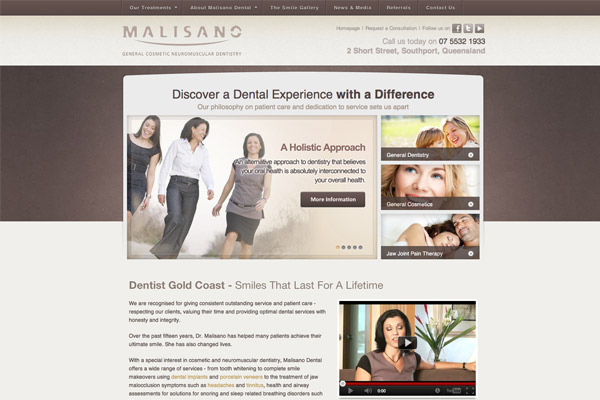 Our Treatments About Malisano Dental The Smile Gallery News & Media Referrals Contact Us
MALISANO
GENERAL COSMETIC NEUROMUSCULAR DENTISTRY
Homepage | Request a Consultation | Follow us on
Call us today on 07 5532 1933
2 Short Street, Southport, Queensland
Discover a Dental Experience with a Difference
Our philosophy on patient care and dedication to service sets us apart
A Holistic Approach
An alternative approach to dentistry that believes
your oral health is absolutely interconnected to
your overall health.
More Information
General Dentistry
General Cosmetics
Jaw Joint Pain Therapy
Dentist Gold Coast - Smiles That Last For A Lifetime
We are recognised for giving consistent outstanding service and patient care -
respecting our clients, valuing their time and providing optimal dental services with
honesty and integrity.
Over the past fifteen years, Dr. Malisano has helped many patients achieve their
ultimate smile. She has also changed lives.
With a special interest in cosmetic and neuromuscular dentistry, Malisano Dental
offers a wide range of services - from tooth whitening to complete smile
makeovers using dental implants and porcelain veneers to the treatment of jaw
malocclusion symptoms such as headaches and tinnitus, health and airway
assessments for solutions for snoring and sleep related breathing disorders such